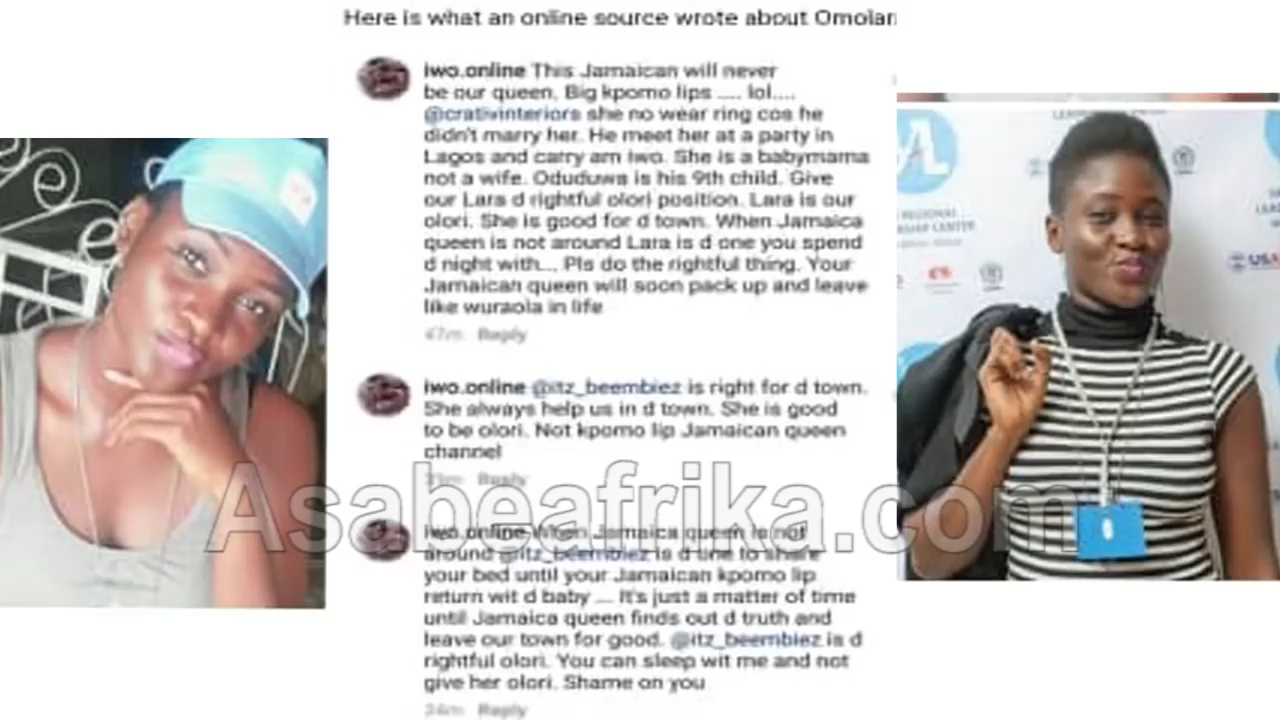 Here is what an online source wrote about Omolar
iwo.online This Jamaican will never
be our queen. Big kpomo lips .... lol....
@crativinteriors she no wear ring cos he
didn't marry her. He meet her at a party in
Lagos and carry am iwo. She is a babymama
not a wife. Oduduwa is his 9th child. Give
our Lara d rightful olori position. Lara is our
olori. She is good for d town. When Jamaica
queen is not around Lara is d one you spend
d night with... Pls do the rightful thing. Your
Jamaican queen will soon pack up and leave
like wuraola in life
47m Reply
iwo.online @itz_beembiez is right for d town.
She always help us in d town. She is good
to be olori. Not kpomo lip Jamaican queen
channel
Reply
iwo.online When Jamaica queen is not
around @itz_beembiez is d one to share
your bed until your Jamaican kpomo lip
return wit d baby ... It's just a matter of time
until Jamaica queen finds out d truth and
leave our town for good. @itz_beembiez is d
rightful olori. You can sleep wit me and not
give her olori. Shame on you
34m Reply
Asabeafrika.com
REGIONAL
USA